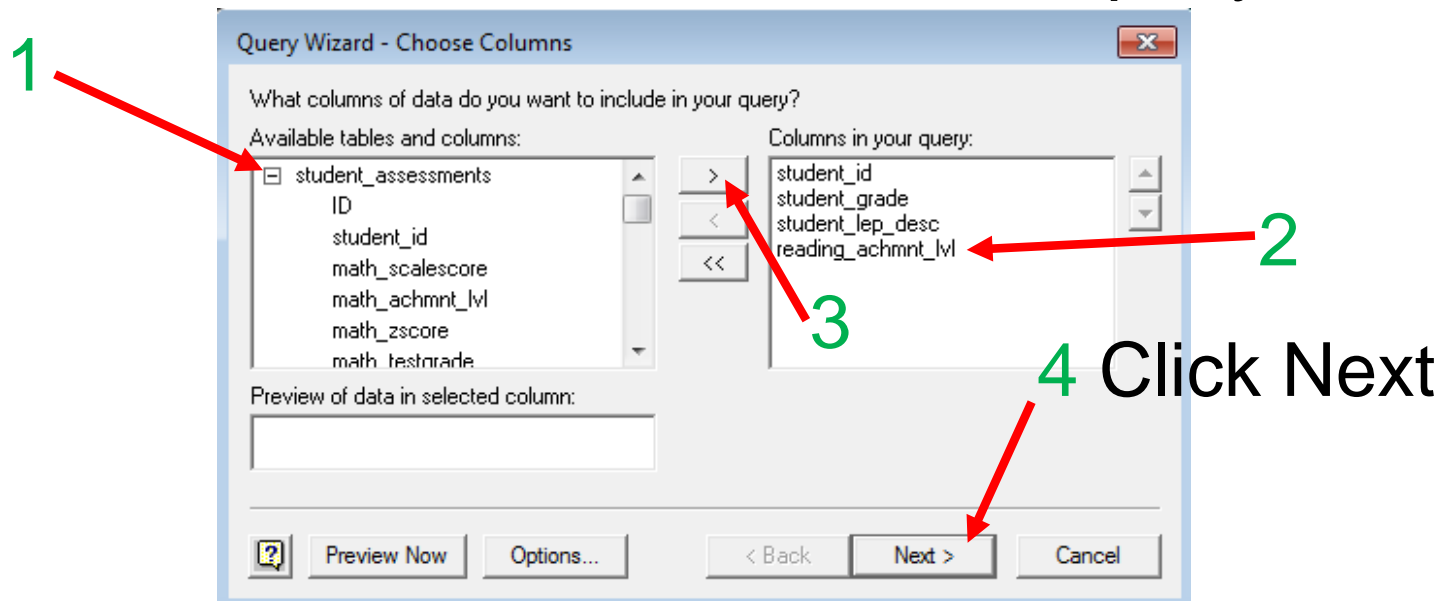 Query Wizard - Choose Columns
1
What columns of data do you want to include in your query?
Available tables and columns:
Columns in your query:
student_assessments
ID
student_id
math_scalescore
math_achmnt_lvl
math_zscore
math_testgrade
>
<
<<
student_id
student_grade
student_lep_desc
reading_achmnt_lvl
2
3
4 Click Next
Preview of data in selected column:
Preview Now
Options...
< Back
Next >
Cancel